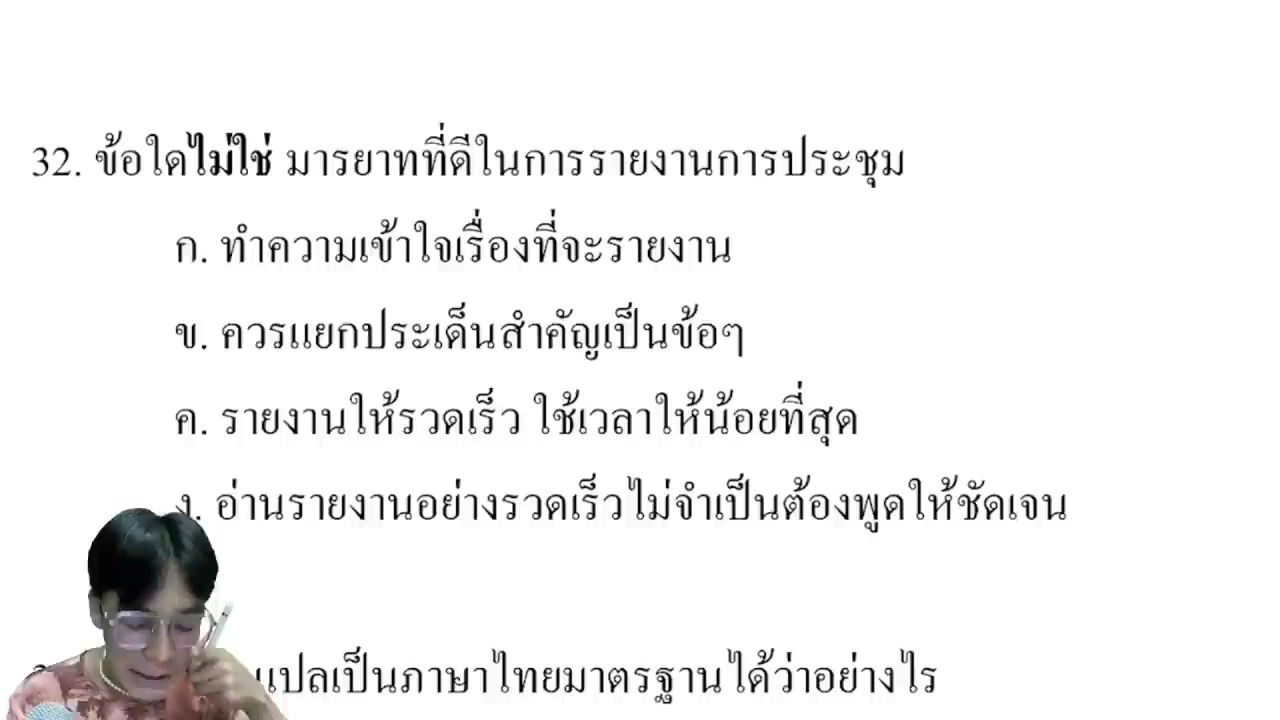 32. ข้อใดไม่ใช่ มารยาทที่ดีในการรายงานการประชุม
ก. ทำความเข้าใจเรื่องที่จะรายงาน
ข. ควรแยกประเด็นสำคัญเป็นข้อๆ
ค. รายงานให้รวดเร็ว ใช้เวลาให้น้อยที่สุด
ง. อ่านรายงานอย่างรวดเร็วไม่จำเป็นต้องพูดให้ชัดเจน
แปลเป็นภาษาไทยมาตรฐานได้ว่าอย่างไร